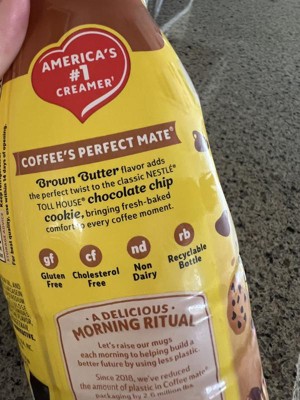 AMERICA'S
#1
CREAMER†
COFFEE'S PERFECT MATE®
Brown Butter flavor adds
the perfect twist to the classic NESTLÉ®
TOLL HOUSE® chocolate chip
cookie, bringing fresh-baked
comfort to every coffee moment.
gf cf nd rb
Gluten Free
Cholesterol Free
Non Dairy
Recyclable Bottle
• A DELICIOUS •
MORNING RITUAL
Let's raise our mugs
each morning to helping build a
better future by using less plastic.
Since 2018, we've reduced
the amount of plastic in Coffee mate®
packaging by